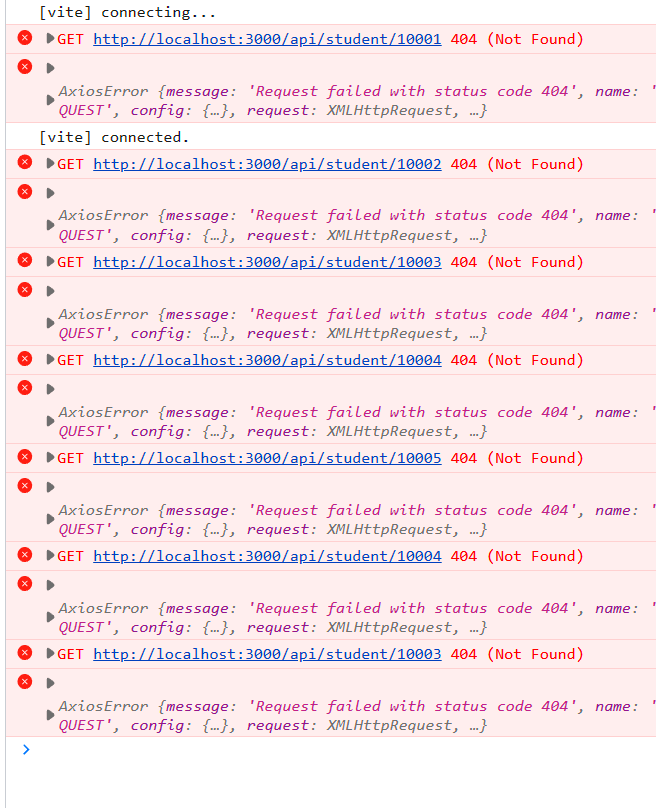 [vite] connecting...
GET http://localhost:3000/api/student/10001 404 (Not Found)
AxiosError {message: 'Request failed with status code 404', name: '
QUEST', config: {…}, request: XMLHttpRequest, …}
[vite] connected.
GET http://localhost:3000/api/student/10002 404 (Not Found)
AxiosError {message: 'Request failed with status code 404', name: '
QUEST', config: {…}, request: XMLHttpRequest, …}
GET http://localhost:3000/api/student/10003 404 (Not Found)
AxiosError {message: 'Request failed with status code 404', name: '
QUEST', config: {…}, request: XMLHttpRequest, …}
GET http://localhost:3000/api/student/10004 404 (Not Found)
AxiosError {message: 'Request failed with status code 404', name: '
QUEST', config: {…}, request: XMLHttpRequest, …}
GET http://localhost:3000/api/student/10005 404 (Not Found)
AxiosError {message: 'Request failed with status code 404', name: '
QUEST', config: {…}, request: XMLHttpRequest, …}
GET http://localhost:3000/api/student/10004 404 (Not Found)
AxiosError {message: 'Request failed with status code 404', name: '
QUEST', config: {…}, request: XMLHttpRequest, …}
GET http://localhost:3000/api/student/10003 404 (Not Found)
AxiosError {message: 'Request failed with status code 404', name: '
QUEST', config: {…}, request: XMLHttpRequest, …}